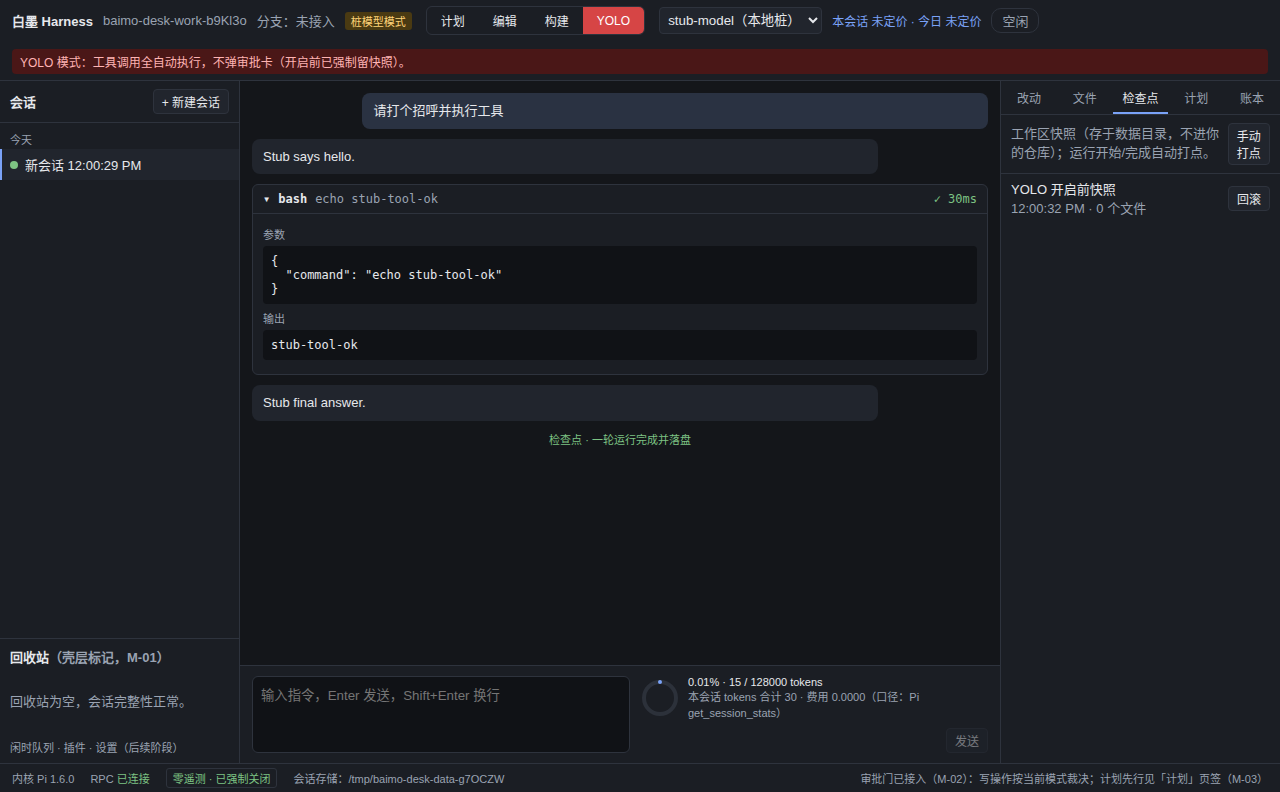 白墨 Harness baimo-desk-work-b9Kl3o 分支：未接入 桩模型模式 计划 编辑 构建 YOLO stub-model（本地桩） 本会话 未定价 · 今日 未定价 空闲
YOLO 模式：工具调用全自动执行，不弹审批卡（开启前已强制留快照）。
会话 + 新建会话
今天
新会话 12:00:29 PM
回收站（壳层标记，M-01）
回收站为空，会话完整性正常。
闲时队列 · 插件 · 设置（后续阶段）
请打个招呼并执行工具
Stub says hello.
▾ bash echo stub-tool-ok ✓ 30ms
参数
{
  "command": "echo stub-tool-ok"
}
输出
stub-tool-ok
Stub final answer.
检查点 · 一轮运行完成并落盘
输入指令，Enter 发送，Shift+Enter 换行
0.01% · 15 / 128000 tokens
本会话 tokens 合计 30 · 费用 0.0000（口径：Pi
get_session_stats）
发送
改动 文件 检查点 计划 账本
工作区快照（存于数据目录，不进你
的仓库）；运行开始/完成自动打点。
手动
打点
YOLO 开启前快照
12:00:32 PM · 0 个文件
回滚
内核 Pi 1.6.0 RPC 已连接 零遥测 · 已强制关闭 会话存储：/tmp/baimo-desk-data-g7OCZW 审批门已接入（M-02）：写操作按当前模式裁决；计划先行见「计划」页签（M-03）